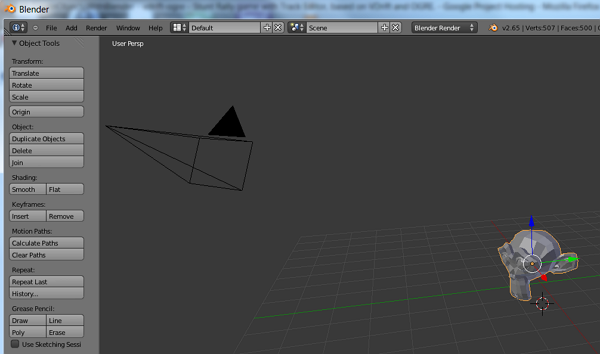 Blender
File Add Render Window Help Default Scene Blender Render v2.65 | Verts:507 | Faces:500
Object Tools
User Persp
Transform:
Translate
Rotate
Scale
Origin
Object:
Duplicate Objects
Delete
Join
Shading:
Smooth Flat
Keyframes:
Insert Remove
Motion Paths:
Calculate Paths
Clear Paths
Repeat:
Repeat Last
History...
Grease Pencil:
Draw Line
Poly Erase
Use Sketching Sessi